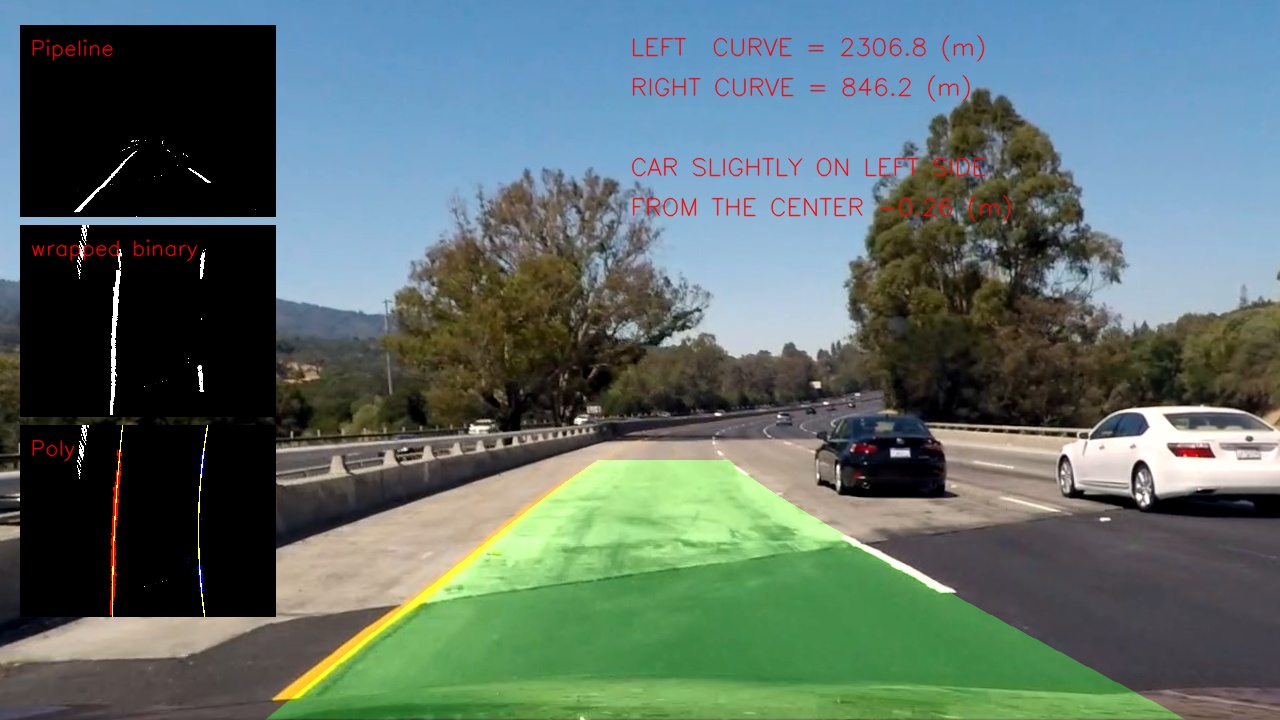 Pipeline
wrapped binary
Poly
LEFT CURVE = 2306.8 (m)
RIGHT CURVE = 846.2 (m)
CAR SLIGHTLY ON LEFT SIDE
FROM THE CENTER -0.26 (m)